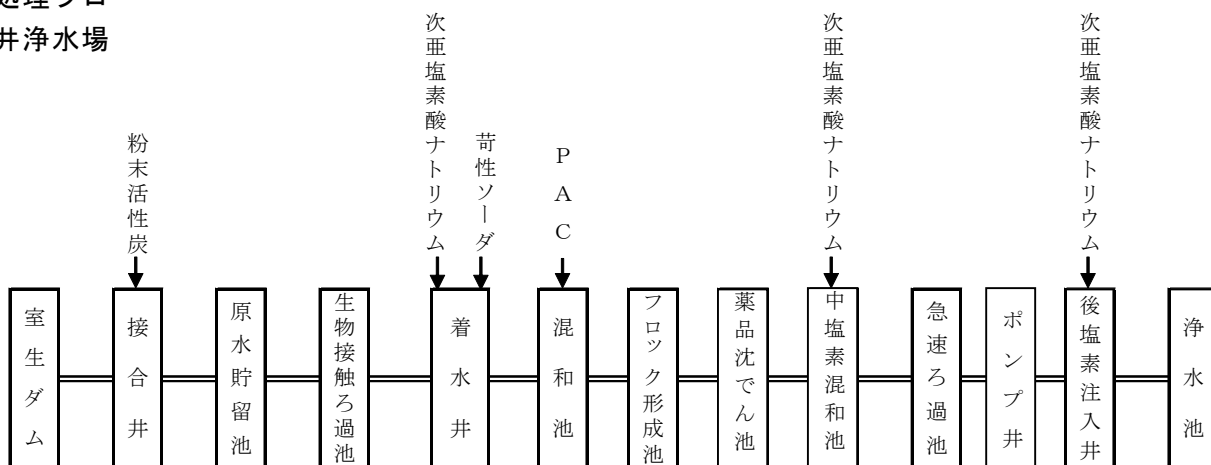 処理フロ
井浄水場
次亜塩素酸ナトリウム
次亜塩素酸ナトリウム
次亜塩素酸ナトリウム
粉末活性炭
苛性ソーダ
PAC
室生ダム
接合井
原水貯留池
生物接触ろ過池
着水井
混和池
フロック形成池
薬品沈でん池
中塩素混和池
急速ろ過池
ポンプ井
後塩素注入井
浄水池